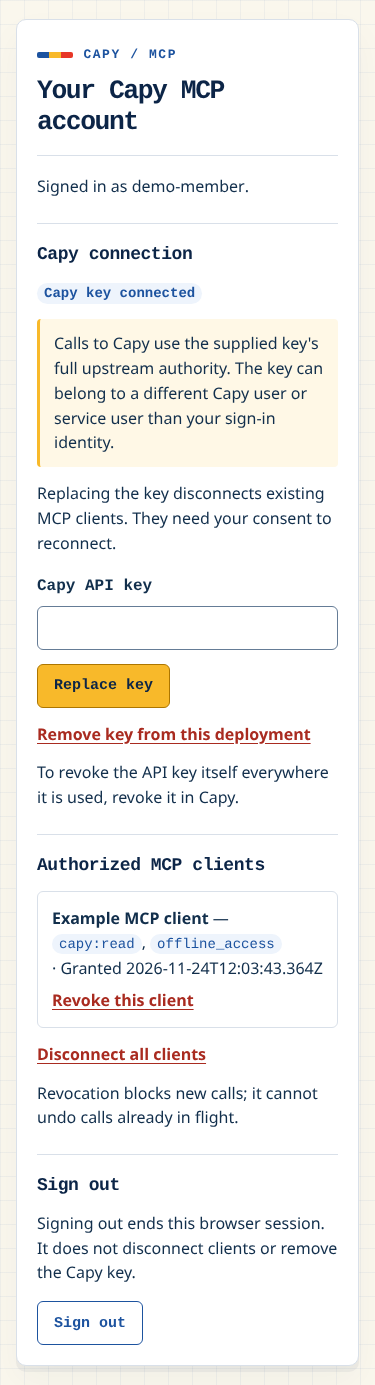 CAPY / MCP
Your Capy MCP
account
Signed in as demo-member.
Capy connection
Capy key connected
Calls to Capy use the supplied key's
full upstream authority. The key can
belong to a different Capy user or
service user than your sign-in
identity.
Replacing the key disconnects existing
MCP clients. They need your consent to
reconnect.
Capy API key
Replace key
Remove key from this deployment
To revoke the API key itself everywhere
it is used, revoke it in Capy.
Authorized MCP clients
Example MCP client —
capy:read, offline_access
· Granted 2026-11-24T12:03:43.364Z
Revoke this client
Disconnect all clients
Revocation blocks new calls; it cannot
undo calls already in flight.
Sign out
Signing out ends this browser session.
It does not disconnect clients or remove
the Capy key.
Sign out